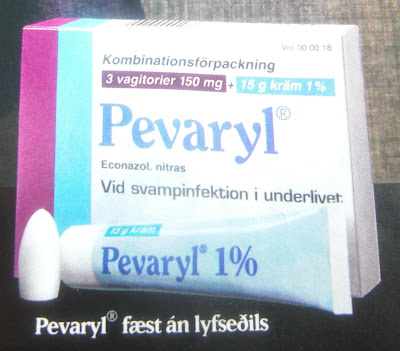 Vnr 00 00 18
Kombinationsförpackning
3 vagitorier 150 mg + 15 g kräm 1%
Pevaryl®
Econazol. nitras
Vid svampinfektion i underlivet.
15 g kräm
Pevaryl® 1%
Pevaryl® fæst án lyfseðils